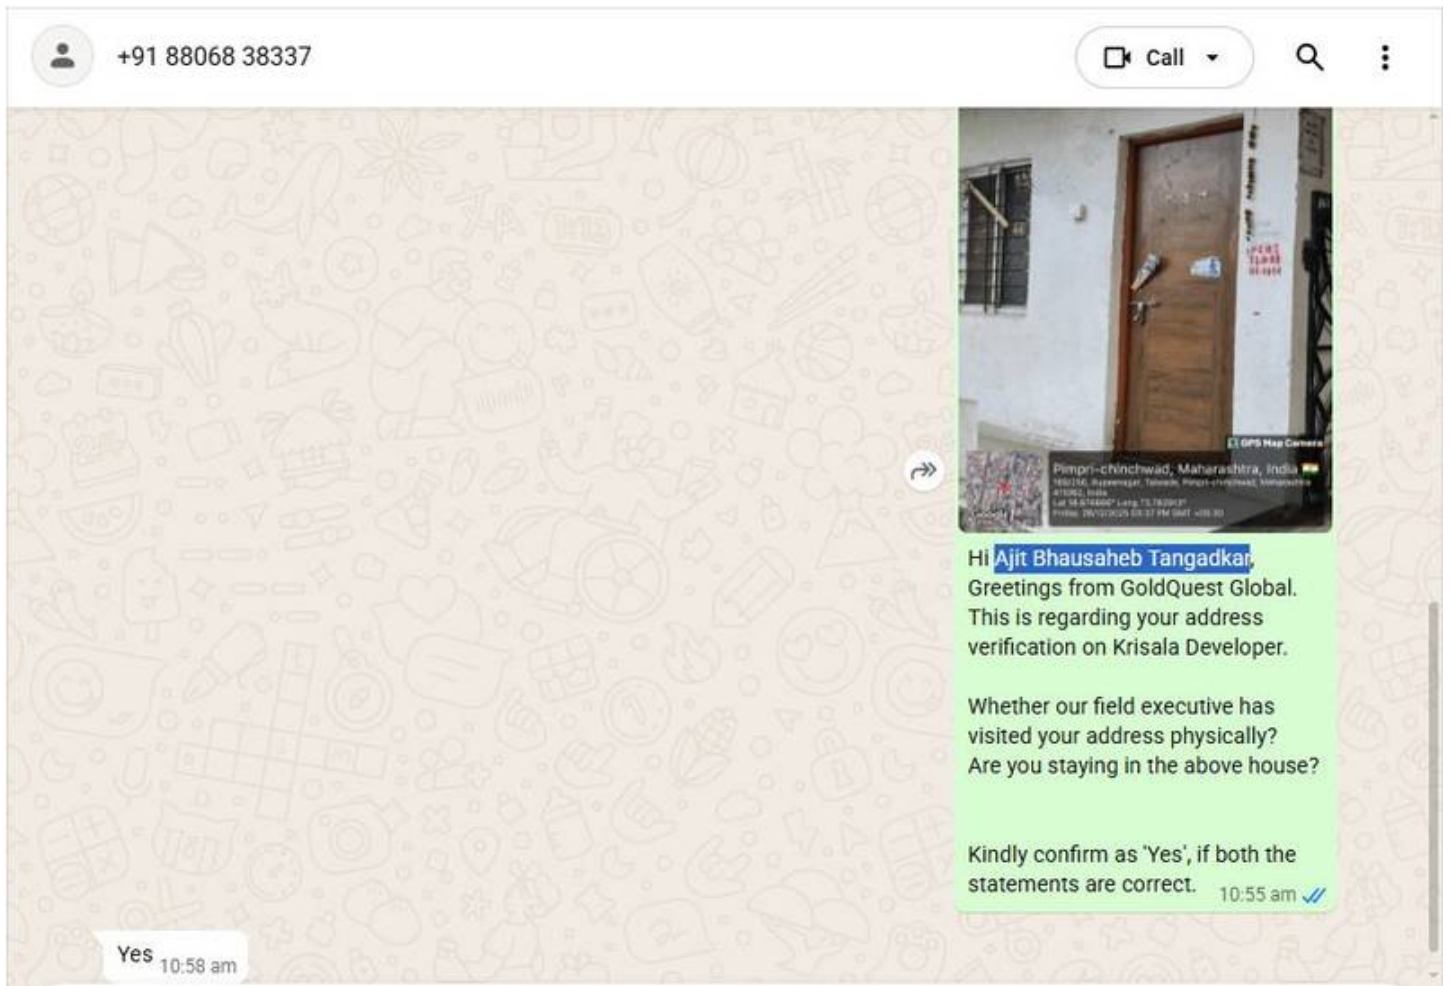 +91 88068 38337
Call
GPS Map Camera
Pimpri-chinchwad, Maharashtra, India
Google
Hi Ajit Bhausaheb Tangadkar,
Greetings from GoldQuest Global.
This is regarding your address
verification on Krisala Developer.
Whether our field executive has
visited your address physically?
Are you staying in the above house?
Kindly confirm as 'Yes', if both the
statements are correct.
10:55 am
Yes
10:58 am